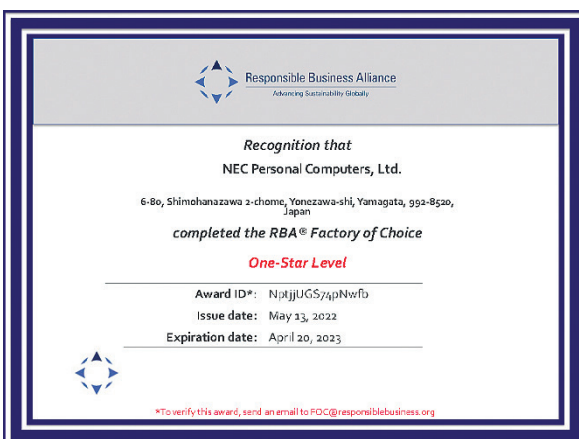 Responsible Business Alliance
Advancing Sustainability Globally
Recognition that
NEC Personal Computers, Ltd.
6-80, Shimohanazawa 2-chome, Yonezawa-shi, Yamagata, 992-8520,
Japan
completed the RBA® Factory of Choice
One-Star Level
Award ID*: NptjjUGS74pNwfb
Issue date: May 13, 2022
Expiration date: April 20, 2023
*To verify this award, send an email to FOC@responsiblebusiness.org